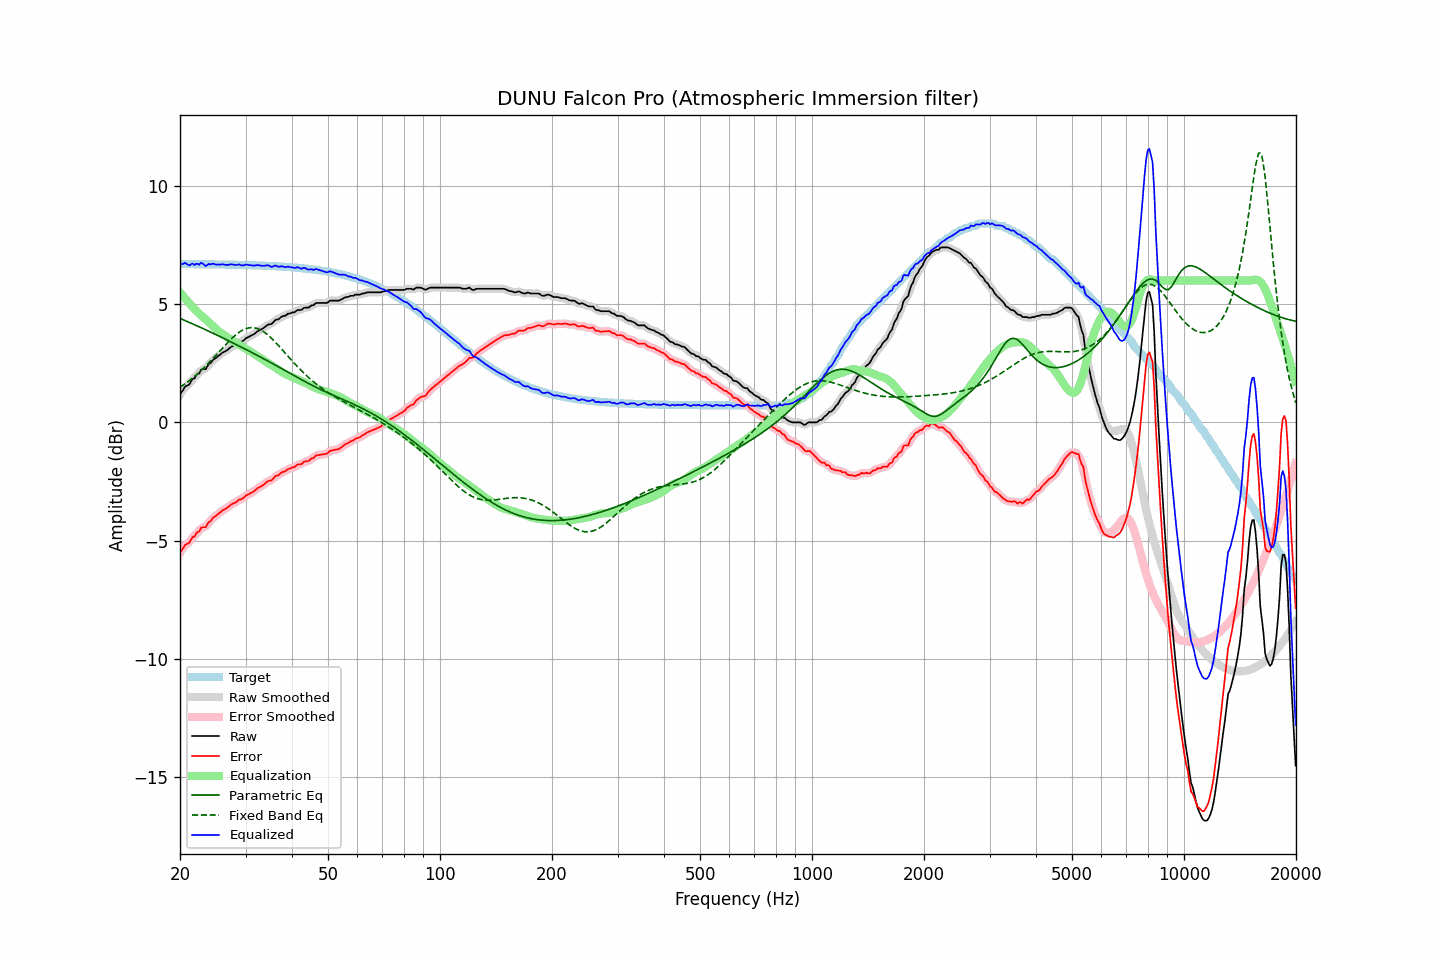 DUNU Falcon Pro (Atmospheric Immersion filter)
Amplitude (dBr)
10
5
0
−5
−10
−15
Target
Raw Smoothed
Error Smoothed
Raw
Error
Equalization
Parametric Eq
Fixed Band Eq
Equalized
20 50 100 200 500 1000 2000 5000 10000 20000
Frequency (Hz)